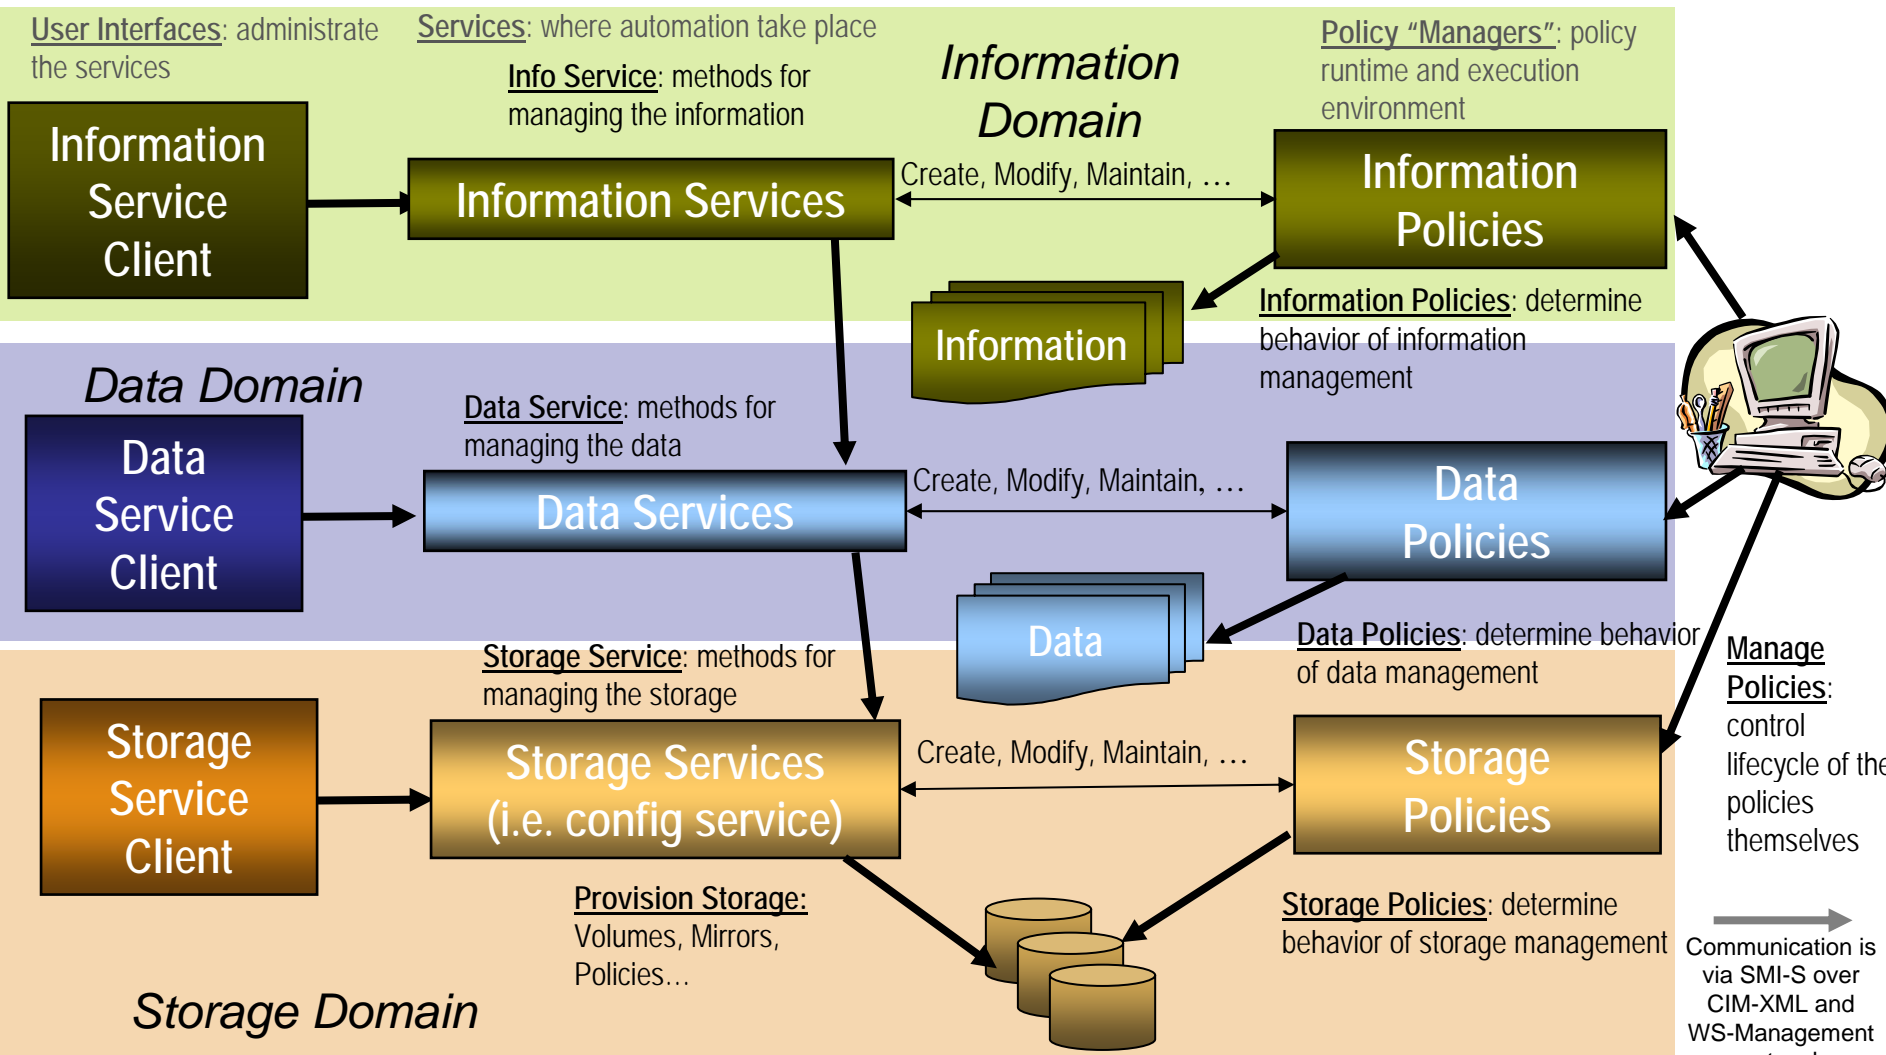 User Interfaces: administrate
the services
Services: where automation take place
Info Service: methods for
managing the information
Information
Domain
Policy “Managers”: policy
runtime and execution
environment
Information
Service
Client
Information Services
Create, Modify, Maintain, …
Information
Policies
Information
Information Policies: determine
behavior of information
management
Data Domain
Data Service: methods for
managing the data
Data
Service
Client
Data Services
Create, Modify, Maintain, …
Data
Policies
Data
Data Policies: determine behavior
of data management
Storage Service: methods for
managing the storage
Storage
Service
Client
Storage Services
(i.e. config service)
Create, Modify, Maintain, …
Storage
Policies
Manage
Policies:
control
lifecycle of the
policies
themselves
Provision Storage:
Volumes, Mirrors,
Policies…
Storage Policies: determine
behavior of storage management
Storage Domain
Communication is
via SMI-S over
CIM-XML and
WS-Management